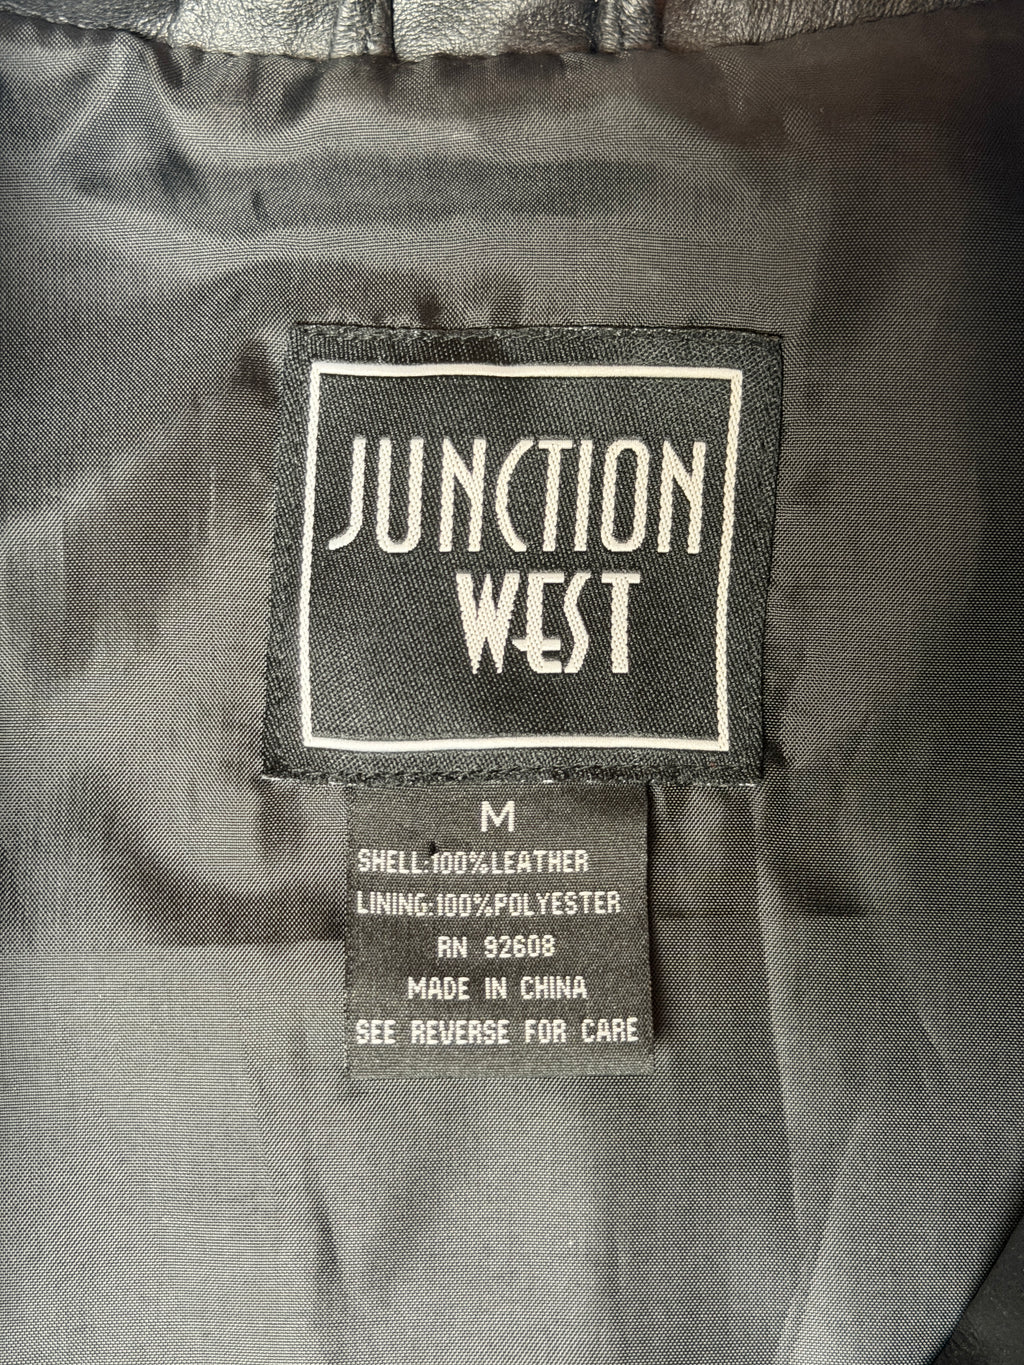 JUNCTION
WEST
M
SHELL:100%LEATHER
LINING:100%POLYESTER
RN 92608
MADE IN CHINA
SEE REVERSE FOR CARE